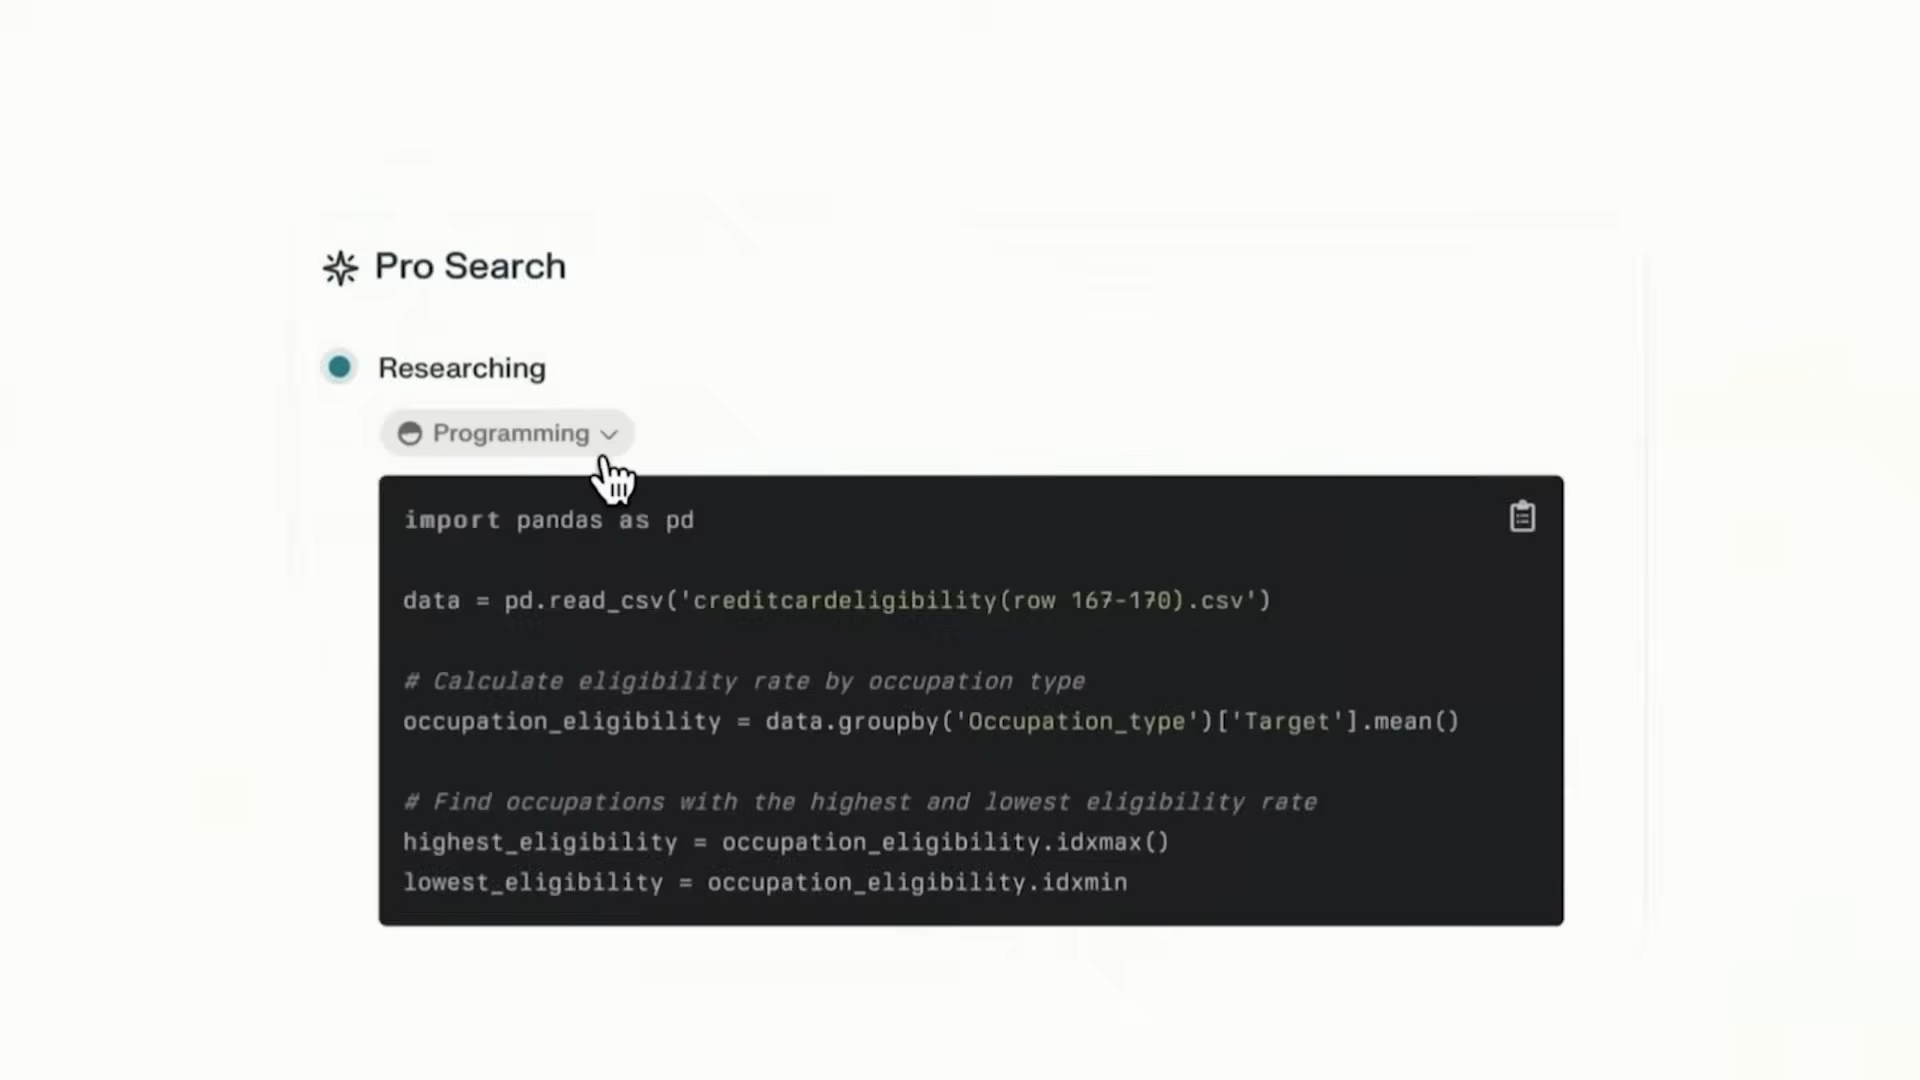 Pro Search
Researching
Programming
import pandas as pd
data = pd.read_csv('creditcardeligibility(row 167-170).csv')
# Calculate eligibility rate by occupation type
occupation_eligibility = data.groupby('Occupation_type')['Target'].mean()
# Find occupations with the highest and lowest eligibility rate
highest_eligibility = occupation_eligibility.idxmax()
lowest_eligibility = occupation_eligibility.idxmin